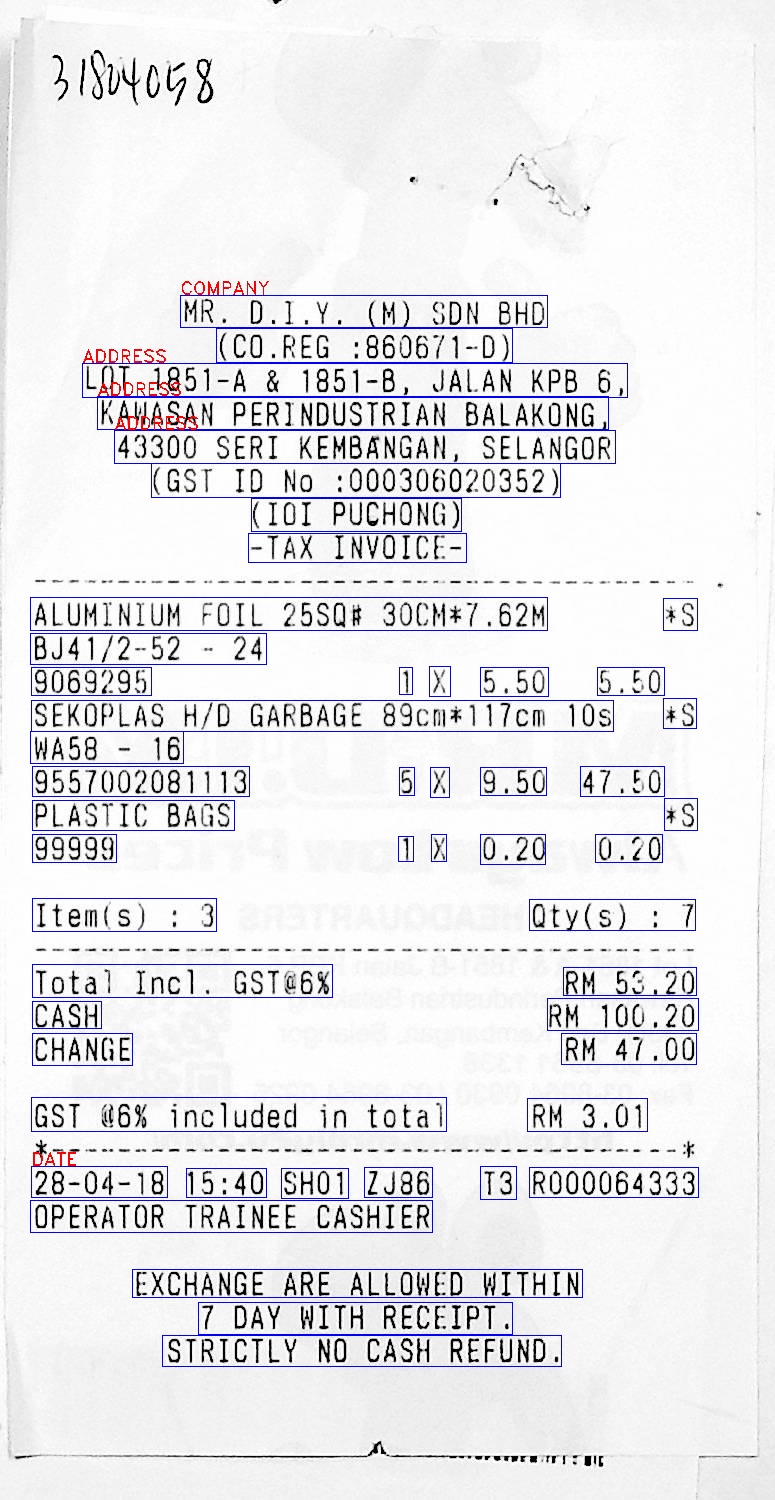 31804058
COMPANY
MR. D.I.Y. (M) SDN BHD
(CO.REG :860671-D)
ADDRESS
LOT 1851-A & 1851-B, JALAN KPB 6,
ADDRESS
KAWASAN PERINDUSTRIAN BALAKONG,
ADDRESS
43300 SERI KEMBANGAN, SELANGOR
(GST ID No :000306020352)
(IOI PUCHONG)
-TAX INVOICE-
ALUMINIUM FOIL 25SQ# 30CM*7.62M *S
BJ41/2-52 - 24
9069295 1 X 5.50 5.50
SEKOPLAS H/D GARBAGE 89cm*117cm 10s *S
WA58 - 16
9557002081113 5 X 9.50 47.50
PLASTIC BAGS *S
99999 1 X 0.20 0.20
Item(s) : 3 Qty(s) : 7
Total Incl. GST@6% RM 53.20
CASH RM 100.20
CHANGE RM 47.00
GST @6% included in total RM 3.01
*--------------------------------------*
DATE
28-04-18 15:40 SH01 ZJ86 T3 R000064333
OPERATOR TRAINEE CASHIER
EXCHANGE ARE ALLOWED WITHIN
7 DAY WITH RECEIPT.
STRICTLY NO CASH REFUND.